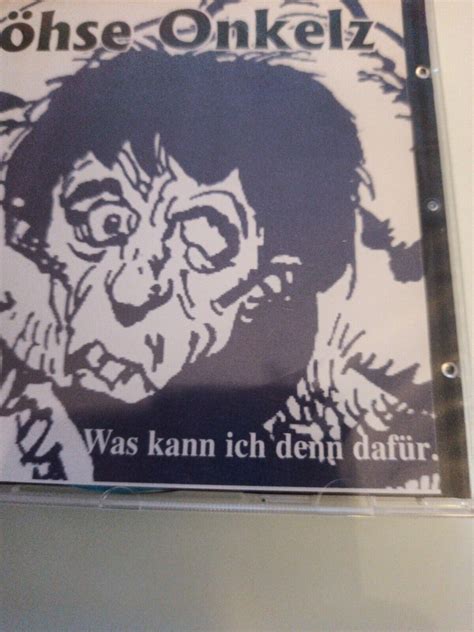 öhse Onkelz
Was kann ich denn dafür.